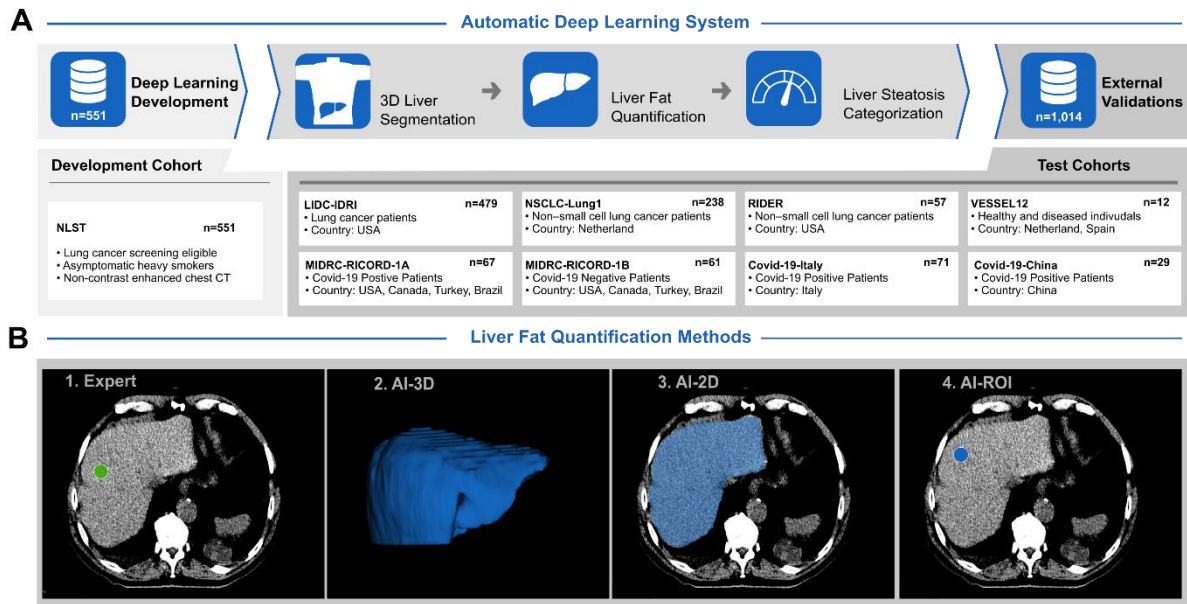 A
Automatic Deep Learning System
Deep Learning
Development
n=551
3D Liver
Segmentation
Liver Fat
Quantification
Liver Steatosis
Categorization
External
Validations
n=1,014
Development Cohort
NLST n=551
• Lung cancer screening eligible
• Asymptomatic heavy smokers
• Non-contrast enhanced chest CT
Test Cohorts
LIDC-IDRI n=479
• Lung cancer patients
• Country: USA
NSCLC-Lung1 n=238
• Non–small cell lung cancer patients
• Country: Netherland
RIDER n=57
• Non–small cell lung cancer patients
• Country: USA
VESSEL12 n=12
• Healthy and diseased indivudals
• Country: Netherland, Spain
MIDRC-RICORD-1A n=67
• Covid-19 Postive Patients
• Country: USA, Canada, Turkey, Brazil
MIDRC-RICORD-1B n=61
• Covid-19 Negative Patients
• Country: USA, Canada, Turkey, Brazil
Covid-19-Italy n=71
• Covid-19 Positive Patients
• Country: Italy
Covid-19-China n=29
• Covid-19 Positive Patients
• Country: China
B
Liver Fat Quantification Methods
1. Expert
2. AI-3D
3. AI-2D
4. AI-ROI